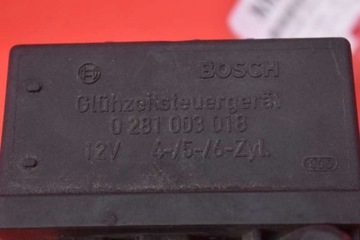 BOSCH
Glühzeitsteuergerät
0 281 003 018
12V 4-/5-/6-Zyl.